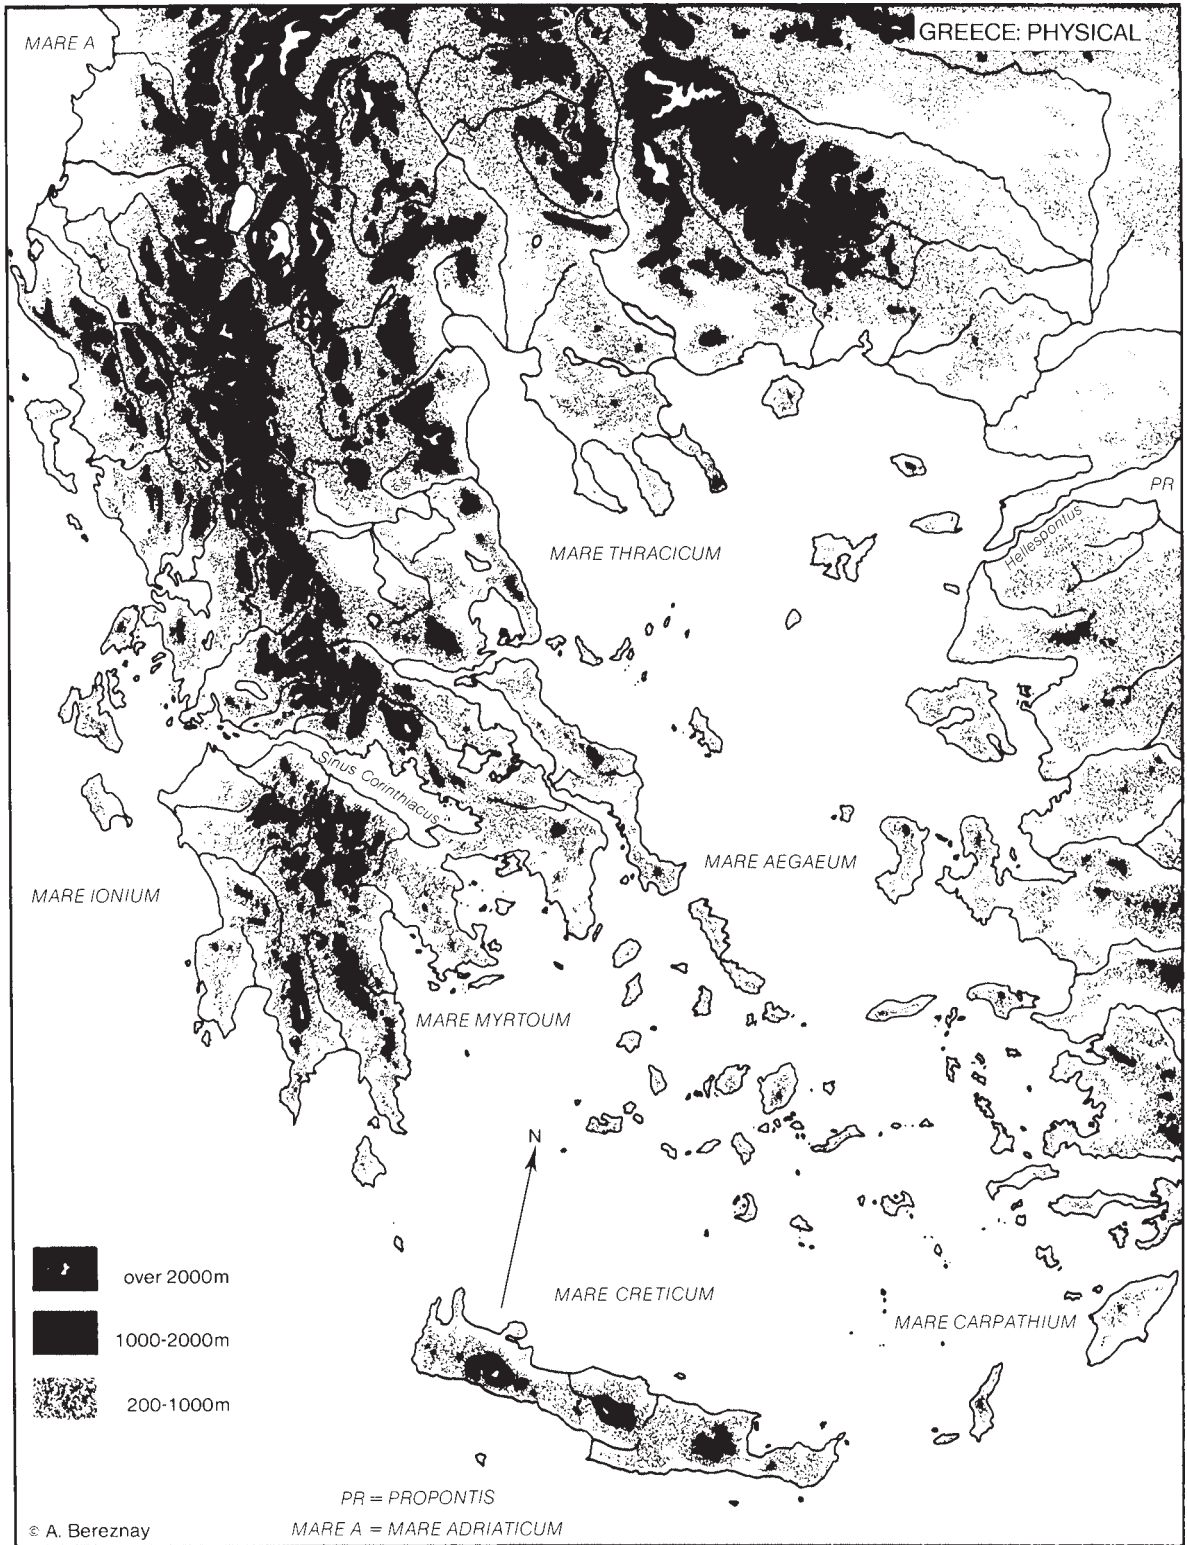 MARE A
GREECE: PHYSICAL
PR
Hellespontus
MARE THRACICUM
Sinus Corinthiacus
MARE AEGAEUM
MARE IONIUM
MARE MYRTOUM
N
over 2000m
MARE CRETICUM
MARE CARPATHIUM
1000-2000m
200-1000m
PR = PROPONTIS
MARE A = MARE ADRIATICUM
© A. Bereznay